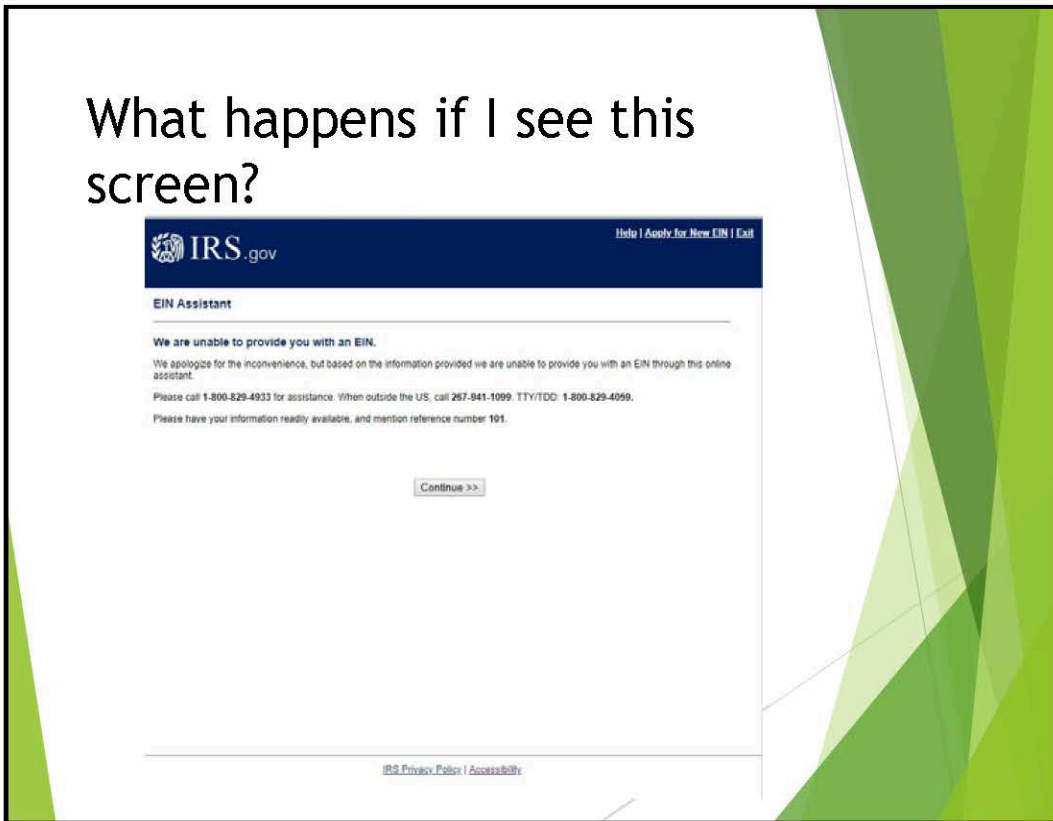 What happens if I see this
screen?
IRS.gov
Help | Apply for New EIN | Exit
EIN Assistant
We are unable to provide you with an EIN.
We apologize for the inconvenience, but based on the information provided we are unable to provide you with an EIN through this online
assistant.
Please call 1-800-829-4933 for assistance. When outside the US, call 267-941-1099. TTY/TDD: 1-800-829-4059.
Please have your information readily available, and mention reference number 101.
Continue >>
IRS Privacy Policy | Accessibility